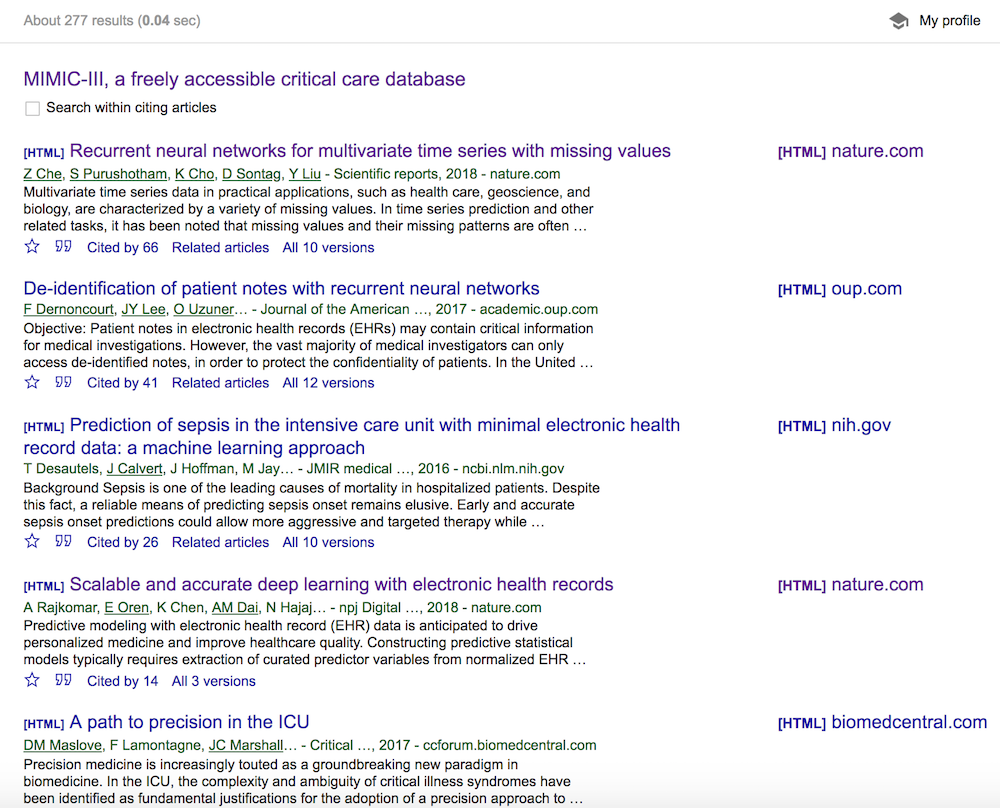 About 277 results (0.04 sec)
My profile
MIMIC-III, a freely accessible critical care database
Search within citing articles
[HTML] Recurrent neural networks for multivariate time series with missing values
[HTML] nature.com
Z Che, S Purushotham, K Cho, D Sontag, Y Liu - Scientific reports, 2018 - nature.com
Multivariate time series data in practical applications, such as health care, geoscience, and
biology, are characterized by a variety of missing values. In time series prediction and other
related tasks, it has been noted that missing values and their missing patterns are often …
Cited by 66 Related articles All 10 versions
De-identification of patient notes with recurrent neural networks
[HTML] oup.com
F Dernoncourt, JY Lee, O Uzuner… - Journal of the American …, 2017 - academic.oup.com
Objective: Patient notes in electronic health records (EHRs) may contain critical information
for medical investigations. However, the vast majority of medical investigators can only
access de-identified notes, in order to protect the confidentiality of patients. In the United …
Cited by 41 Related articles All 12 versions
[HTML] Prediction of sepsis in the intensive care unit with minimal electronic health
record data: a machine learning approach
[HTML] nih.gov
T Desautels, J Calvert, J Hoffman, M Jay… - JMIR medical …, 2016 - ncbi.nlm.nih.gov
Background Sepsis is one of the leading causes of mortality in hospitalized patients. Despite
this fact, a reliable means of predicting sepsis onset remains elusive. Early and accurate
sepsis onset predictions could allow more aggressive and targeted therapy while …
Cited by 26 Related articles All 10 versions
[HTML] Scalable and accurate deep learning with electronic health records
[HTML] nature.com
A Rajkomar, E Oren, K Chen, AM Dai, N Hajaj… - npj Digital …, 2018 - nature.com
Predictive modeling with electronic health record (EHR) data is anticipated to drive
personalized medicine and improve healthcare quality. Constructing predictive statistical
models typically requires extraction of curated predictor variables from normalized EHR …
Cited by 14 All 3 versions
[HTML] A path to precision in the ICU
[HTML] biomedcentral.com
DM Maslove, F Lamontagne, JC Marshall… - Critical …, 2017 - ccforum.biomedcentral.com
Precision medicine is increasingly touted as a groundbreaking new paradigm in
biomedicine. In the ICU, the complexity and ambiguity of critical illness syndromes have
been identified as fundamental justifications for the adoption of a precision approach to …